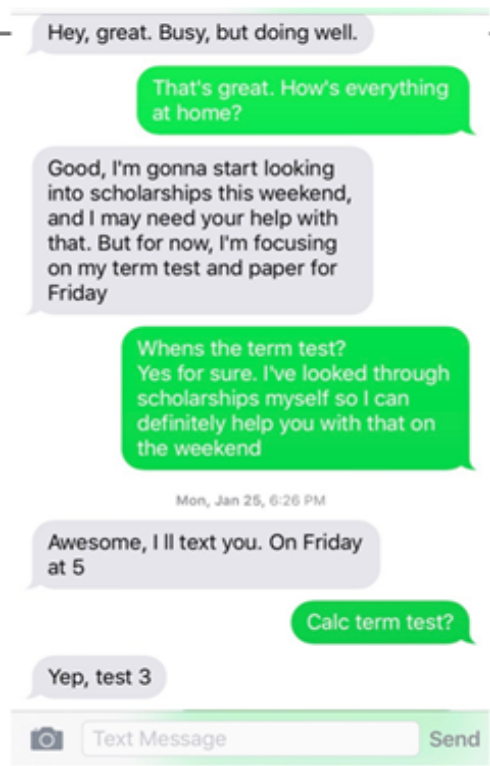 Hey, great. Busy, but doing well.
That's great. How's everything
at home?
Good, I'm gonna start looking
into scholarships this weekend,
and I may need your help with
that. But for now, I'm focusing
on my term test and paper for
Friday
Whens the term test?
Yes for sure. I've looked through
scholarships myself so I can
definitely help you with that on
the weekend
Mon, Jan 25, 6:26 PM
Awesome, I ll text you. On Friday
at 5
Calc term test?
Yep, test 3
Text Message
Send